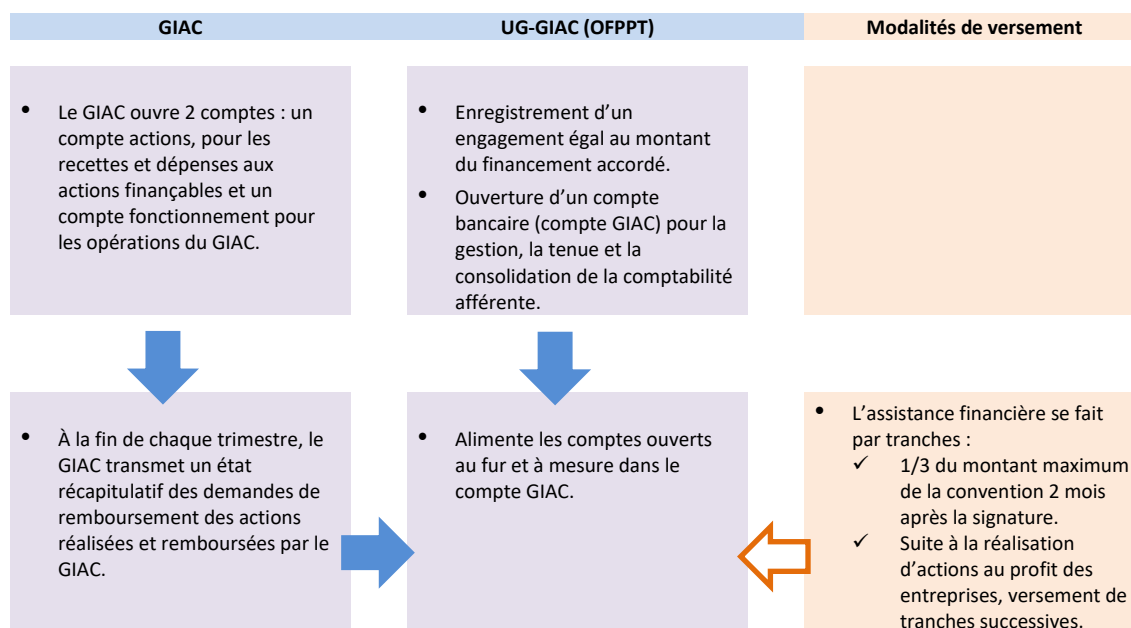 GIAC
UG-GIAC (OFPPT)
Modalités de versement
• Le GIAC ouvre 2 comptes : un
compte actions, pour les
recettes et dépenses aux
actions finançables et un
compte fonctionnement pour
les opérations du GIAC.
• Enregistrement d’un
engagement égal au montant
du financement accordé.
• Ouverture d’un compte
bancaire (compte GIAC) pour la
gestion, la tenue et la
consolidation de la comptabilité
afférente.
• À la fin de chaque trimestre, le
GIAC transmet un état
récapitulatif des demandes de
remboursement des actions
réalisées et remboursées par le
GIAC.
• Alimente les comptes ouverts
au fur et à mesure dans le
compte GIAC.
• L’assistance financière se fait
par tranches :
✓ 1/3 du montant maximum
de la convention 2 mois
après la signature.
✓ Suite à la réalisation
d’actions au profit des
entreprises, versement de
tranches successives.